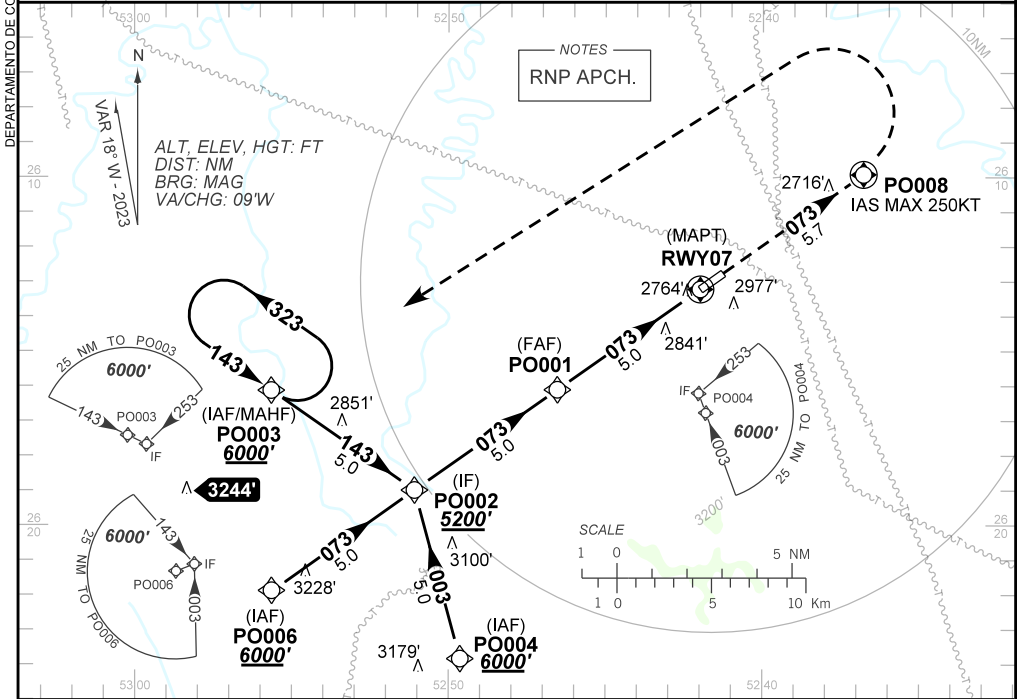 DEPARTAMENTO DE CO
53 00
52 50
52 40
10NM
N
VAR 18° W - 2023
ALT, ELEV, HGT: FT
DIST: NM
BRG: MAG
VA/CHG: 09'W
NOTES
RNP APCH.
26
10
26
10
2716'
PO008
IAS MAX 250KT
073
5.7
(MAPT)
RWY07
2764'
2977'
2841'
323
143
(FAF)
PO001
073
5.0
25 NM TO PO003
6000'
PO003
143
253
IF
(IAF/MAHF)
PO003
6000'
2851'
143
5.0
073
5.0
253
IF
PO004
6000'
003
25 NM TO PO004
3244'
(IF)
PO002
5200'
3200'
26
20
26
20
6000'
143
IF
PO006
003
25 NM TO PO006
073
5.0
3228'
3100'
003
5.0
SCALE
1 0 5 NM
1 0 5 10 Km
(IAF)
PO006
6000'
3179'
(IAF)
PO004
6000'
53 00
52 50
52 40